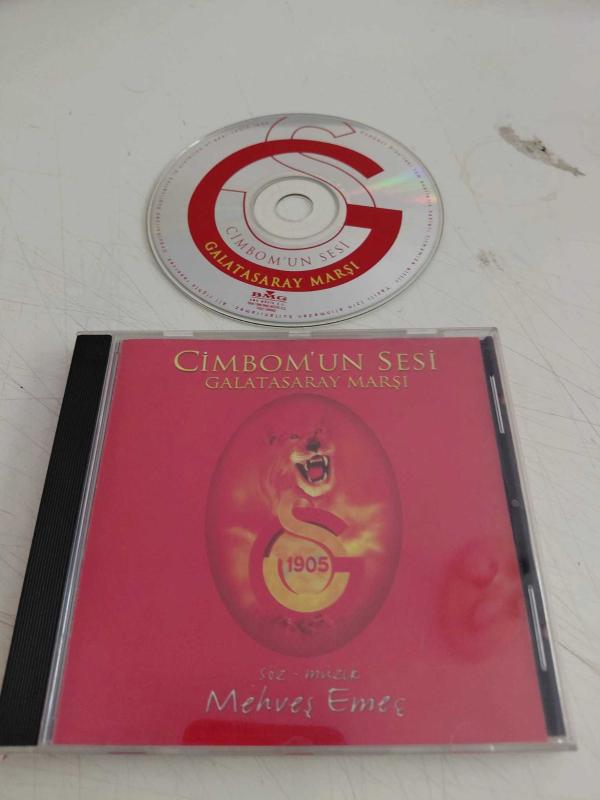 CİMBOM'UN SESİ
GALATASARAY MARŞI
BMG
CİMBOM'UN SESİ
GALATASARAY MARŞI
1905
söz - müzik
Mehveş Emeç